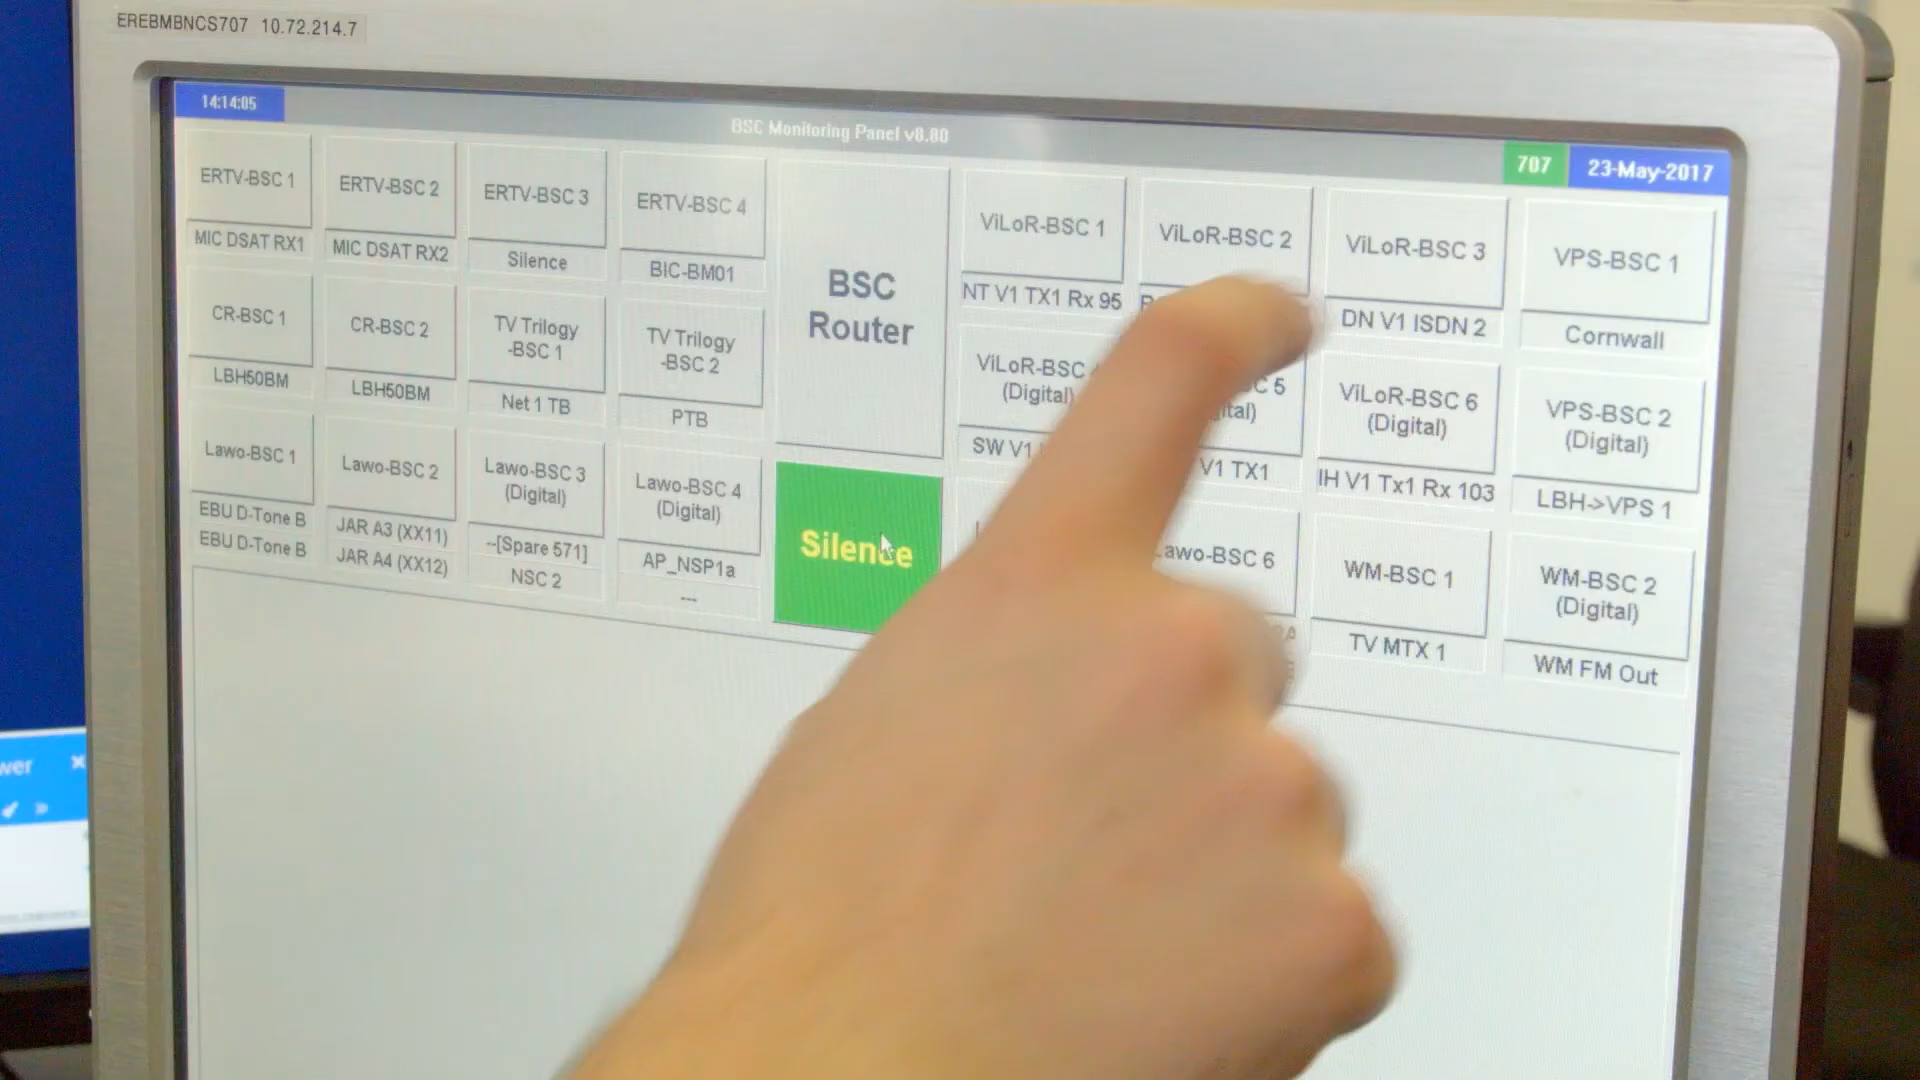 EREBMBNCS707 10.72.214.7
14:14:05
BSC Monitoring Panel v8.80
707
23-May-2017
ERTV-BSC 1
ERTV-BSC 2
ERTV-BSC 3
ERTV-BSC 4
MIC DSAT RX1
MIC DSAT RX2
Silence
BIC-BM01
CR-BSC 1
CR-BSC 2
TV Trilogy
-BSC 1
TV Trilogy
-BSC 2
LBH50BM
LBH50BM
Net 1 TB
PTB
Lawo-BSC 1
Lawo-BSC 2
Lawo-BSC 3
(Digital)
Lawo-BSC 4
(Digital)
EBU D-Tone B
EBU D-Tone B
JAR A3 (XX11)
JAR A4 (XX12)
--[Spare 571]
NSC 2
AP_NSP1a
---
BSC
Router
Silence
ViLoR-BSC 1
ViLoR-BSC 2
ViLoR-BSC 3
VPS-BSC 1
NT V1 TX1 Rx 95
DN V1 ISDN 2
Cornwall
ViLoR-BSC
(Digital)
5
ViLoR-BSC 6
(Digital)
VPS-BSC 2
(Digital)
SW V1
V1 TX1
IH V1 Tx1 Rx 103
LBH->VPS 1
Lawo-BSC 6
WM-BSC 1
WM-BSC 2
(Digital)
TV MTX 1
WM FM Out